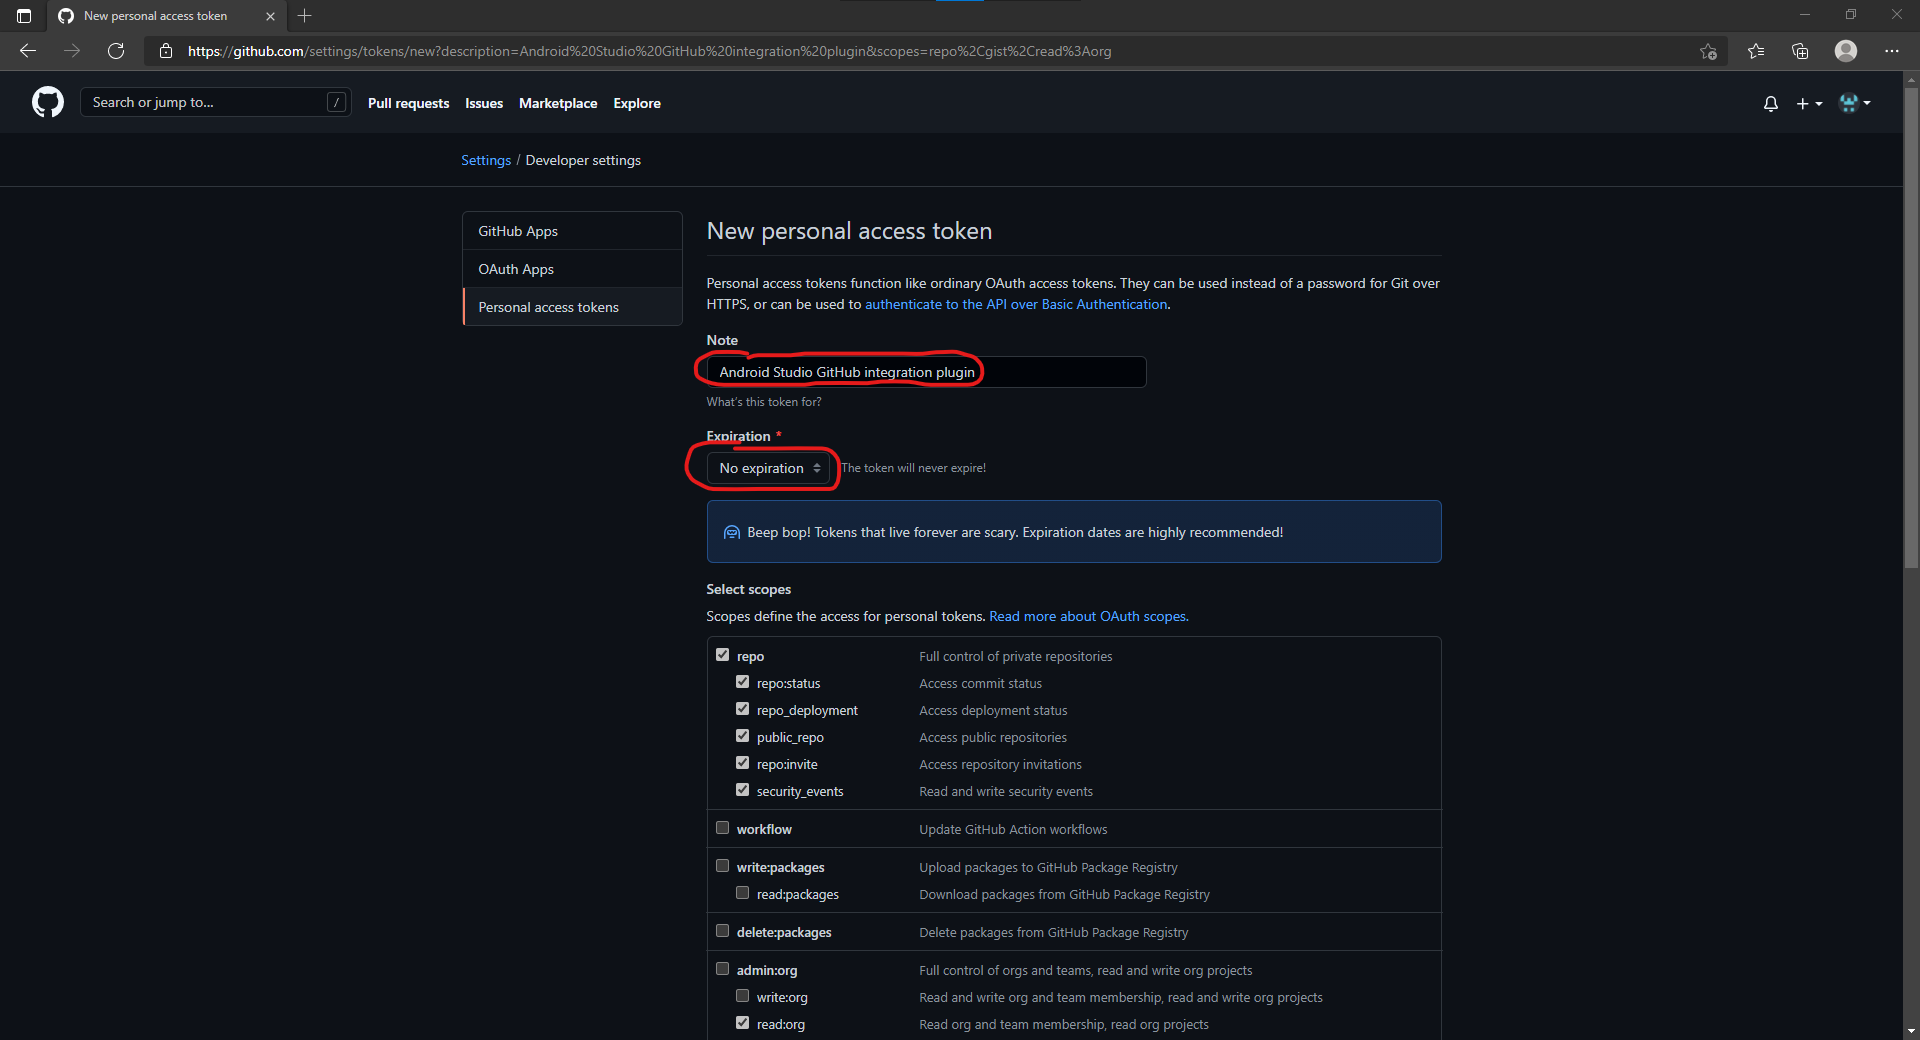 New personal access token
https://github.com/settings/tokens/new?description=Android%20Studio%20GitHub%20integration%20plugin&scopes=repo%2Cgist%2Cread%3Aorg
Search or jump to... / Pull requests Issues Marketplace Explore
Settings / Developer settings
GitHub Apps
OAuth Apps
Personal access tokens
New personal access token
Personal access tokens function like ordinary OAuth access tokens. They can be used instead of a password for Git over
HTTPS, or can be used to authenticate to the API over Basic Authentication.
Note
Android Studio GitHub integration plugin
What's this token for?
Expiration *
No expiration The token will never expire!
Beep bop! Tokens that live forever are scary. Expiration dates are highly recommended!
Select scopes
Scopes define the access for personal tokens. Read more about OAuth scopes.
repo Full control of private repositories
repo:status Access commit status
repo_deployment Access deployment status
public_repo Access public repositories
repo:invite Access repository invitations
security_events Read and write security events
workflow Update GitHub Action workflows
write:packages Upload packages to GitHub Package Registry
read:packages Download packages from GitHub Package Registry
delete:packages Delete packages from GitHub Package Registry
admin:org Full control of orgs and teams, read and write org projects
write:org Read and write org and team membership, read and write org projects
read:org Read org and team membership, read org projects